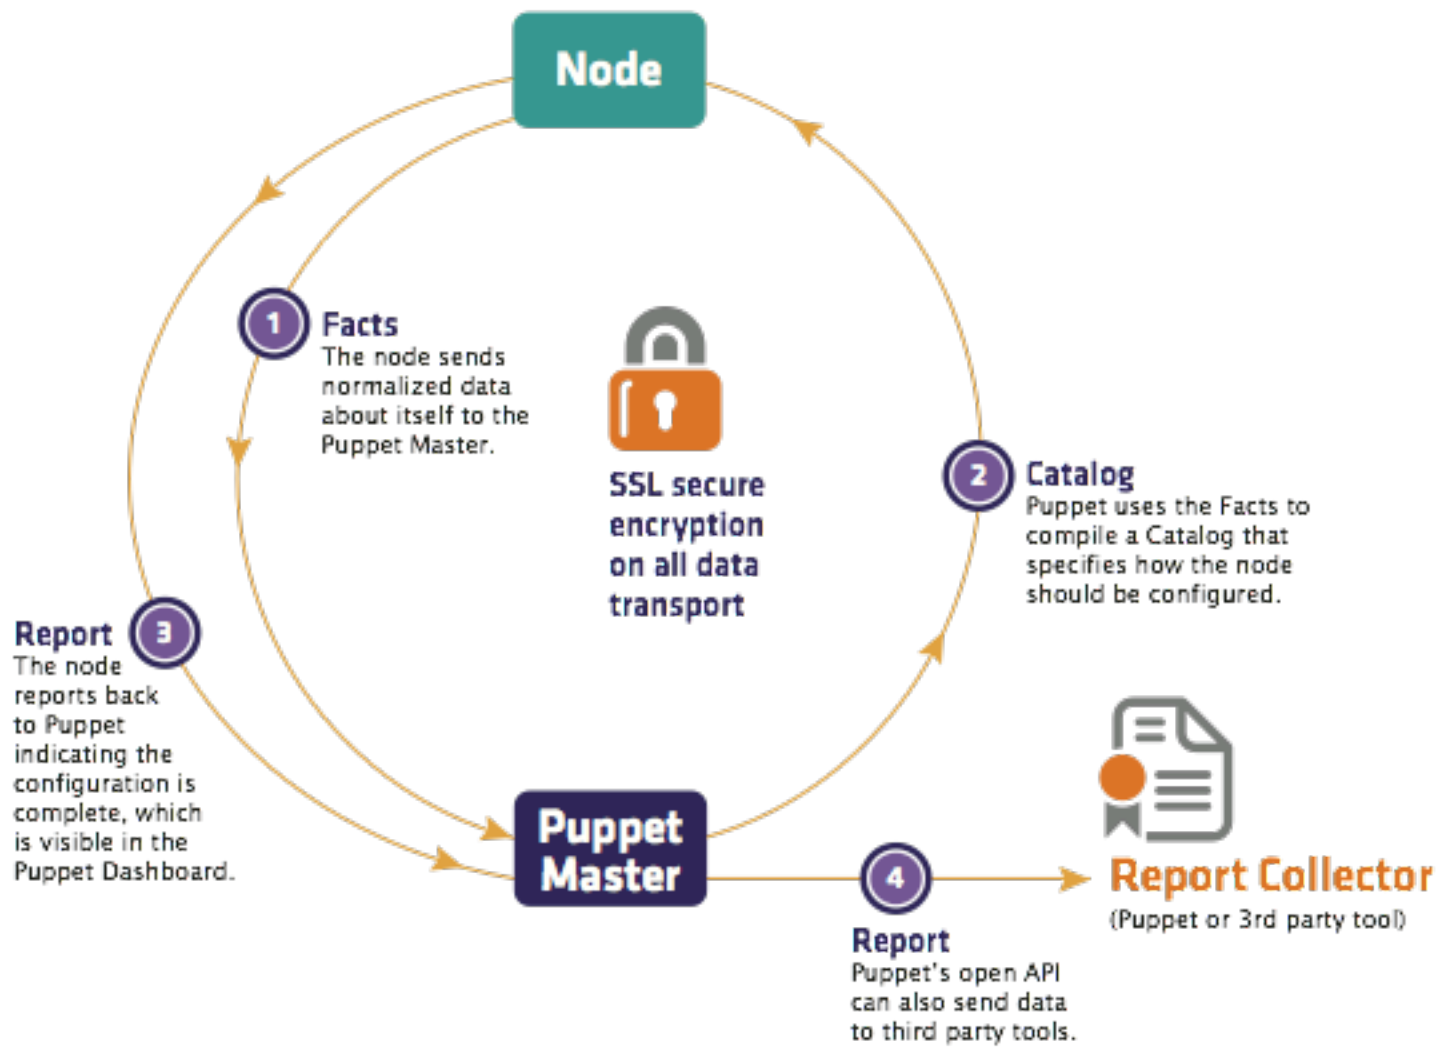 Node
1
Facts
The node sends
normalized data
about itself to the
Puppet Master.
SSL secure
encryption
on all data
transport
2
Catalog
Puppet uses the Facts to
compile a Catalog that
specifies how the node
should be configured.
3
Report
The node
reports back
to Puppet
indicating the
configuration is
complete, which
is visible in the
Puppet Dashboard.
Puppet
Master
4
Report
Puppet's open API
can also send data
to third party tools.
Report Collector
(Puppet or 3rd party tool)